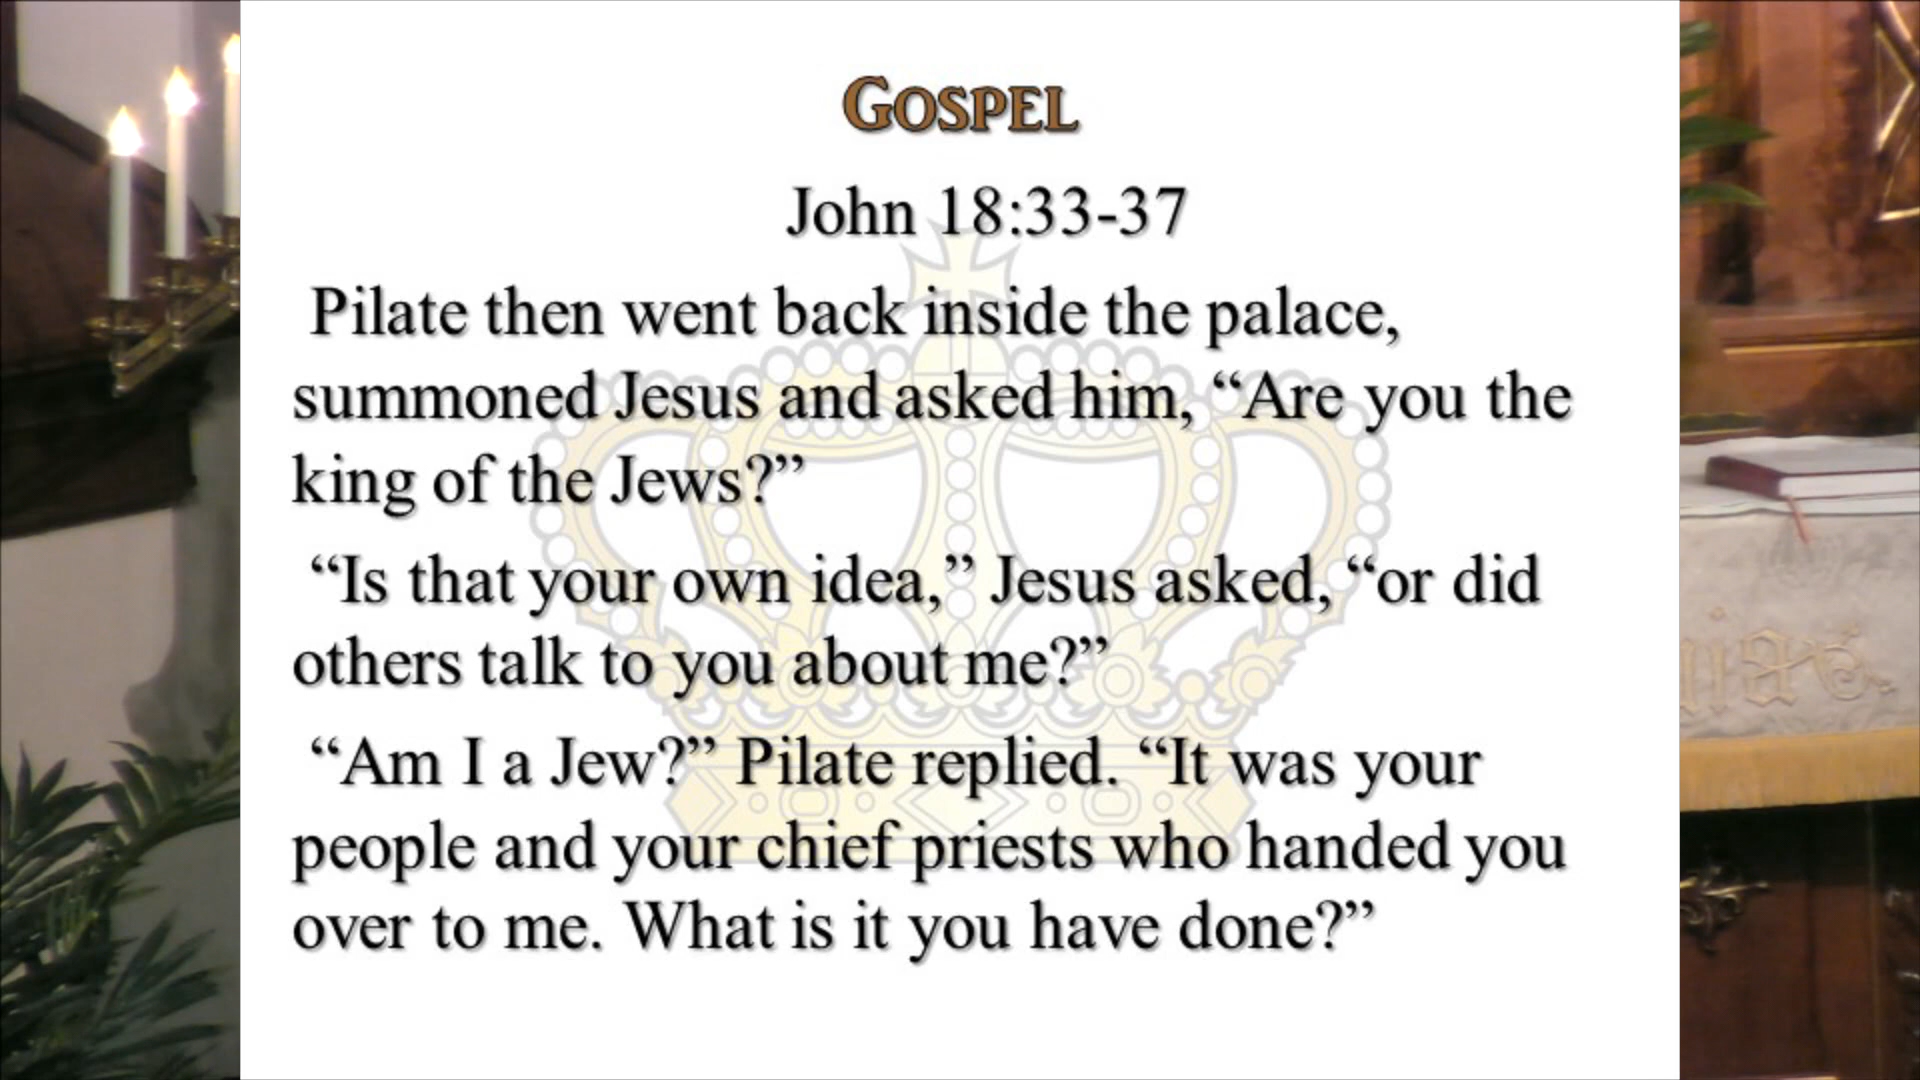 GOSPEL
John 18:33-37
Pilate then went back inside the palace,
summoned Jesus and asked him, “Are you the
king of the Jews?”
“Is that your own idea,” Jesus asked, “or did
others talk to you about me?”
“Am I a Jew?” Pilate replied. “It was your
people and your chief priests who handed you
over to me. What is it you have done?”